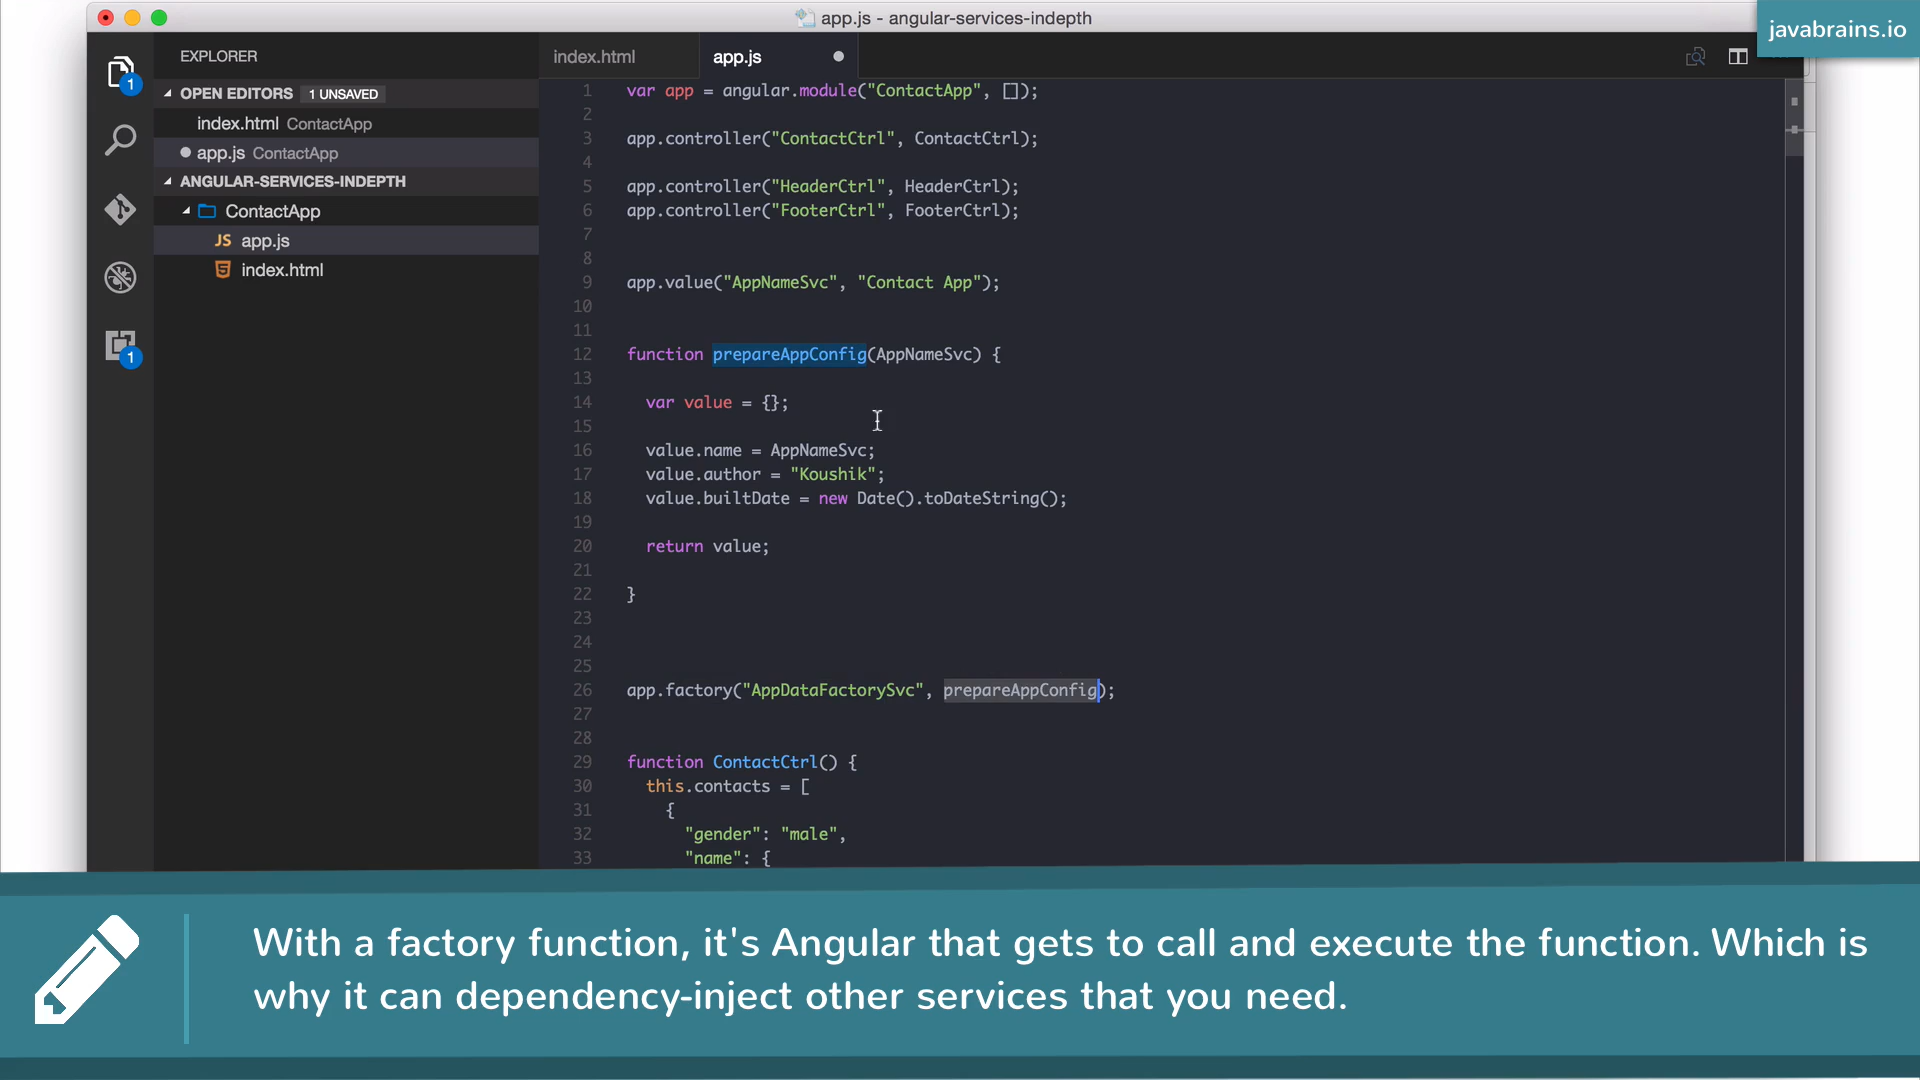 app.js - angular-services-indepth
javabrains.io
EXPLORER
index.html
app.js
OPEN EDITORS 1 UNSAVED
index.html ContactApp
app.js ContactApp
ANGULAR-SERVICES-INDEPTH
ContactApp
JS app.js
index.html
1
1
1 var app = angular.module("ContactApp", []);
2
3 app.controller("ContactCtrl", ContactCtrl);
4
5 app.controller("HeaderCtrl", HeaderCtrl);
6 app.controller("FooterCtrl", FooterCtrl);
7
8
9 app.value("AppNameSvc", "Contact App");
10
11
12 function prepareAppConfig(AppNameSvc) {
13
14 var value = {};
15
16 value.name = AppNameSvc;
17 value.author = "Koushik";
18 value.builtDate = new Date().toDateString();
19
20 return value;
21
22 }
23
24
25
26 app.factory("AppDataFactorySvc", prepareAppConfig);
27
28
29 function ContactCtrl() {
30 this.contacts = [
31 {
32 "gender": "male",
33 "name": {
With a factory function, it's Angular that gets to call and execute the function. Which is
why it can dependency-inject other services that you need.